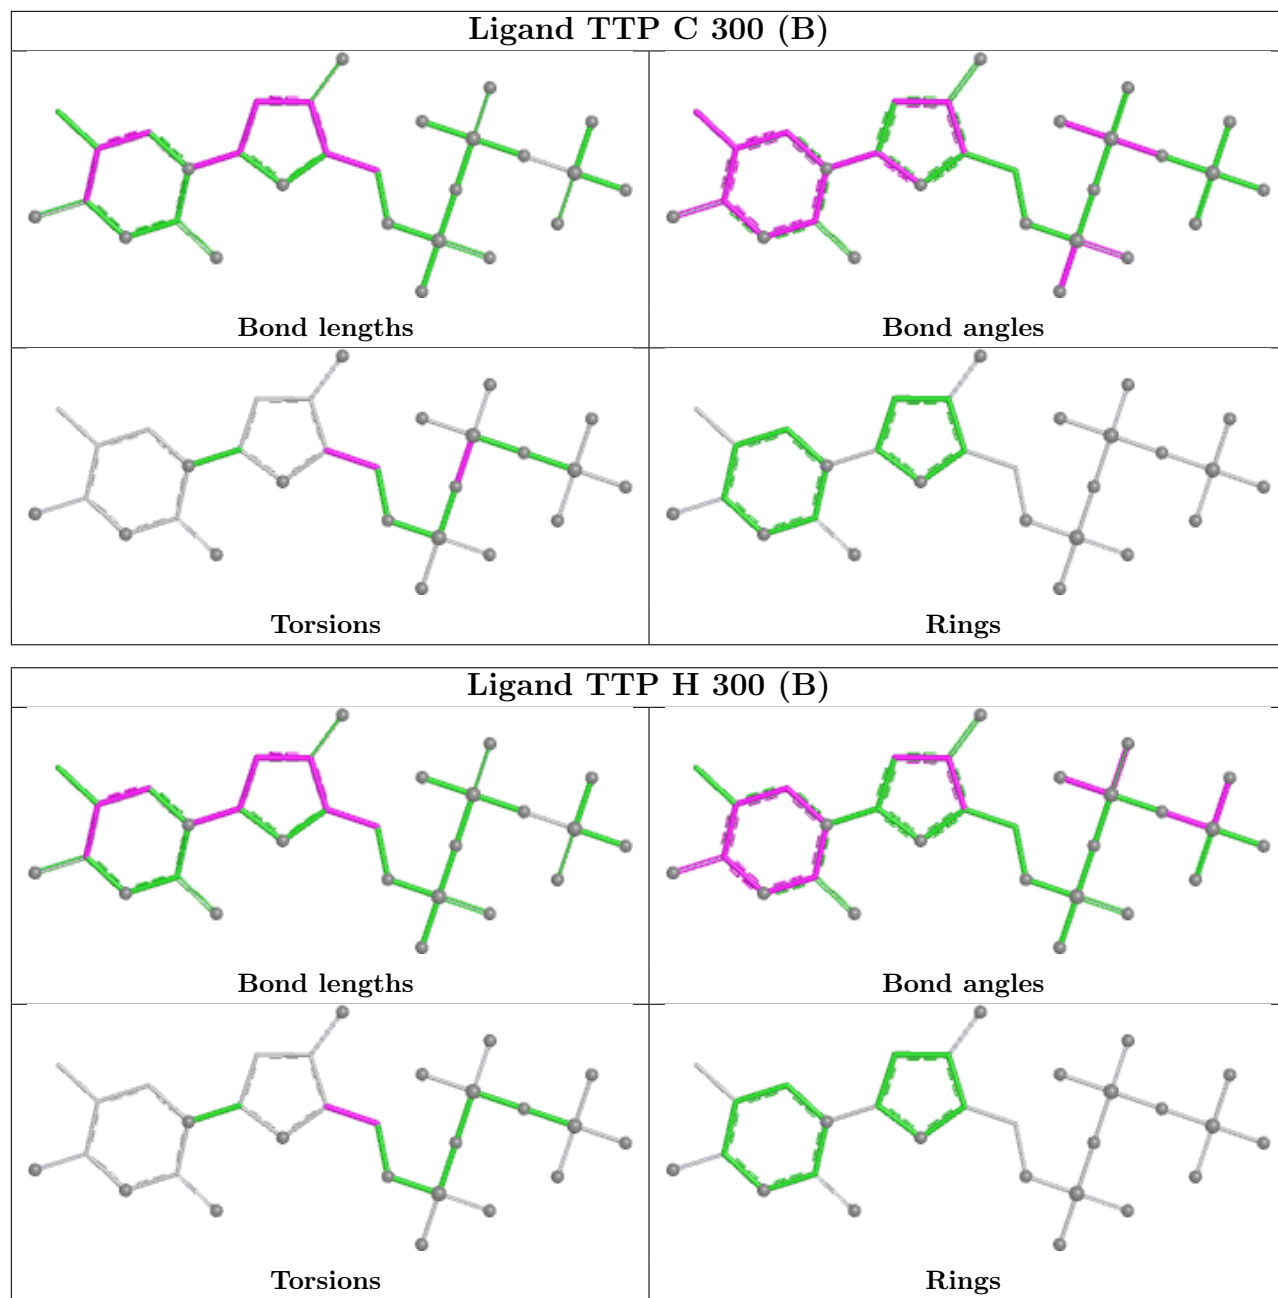 Ligand TTP C 300 (B)
Bond lengths
Bond angles
Torsions
Rings
Ligand TTP H 300 (B)
Bond lengths
Bond angles
Torsions
Rings